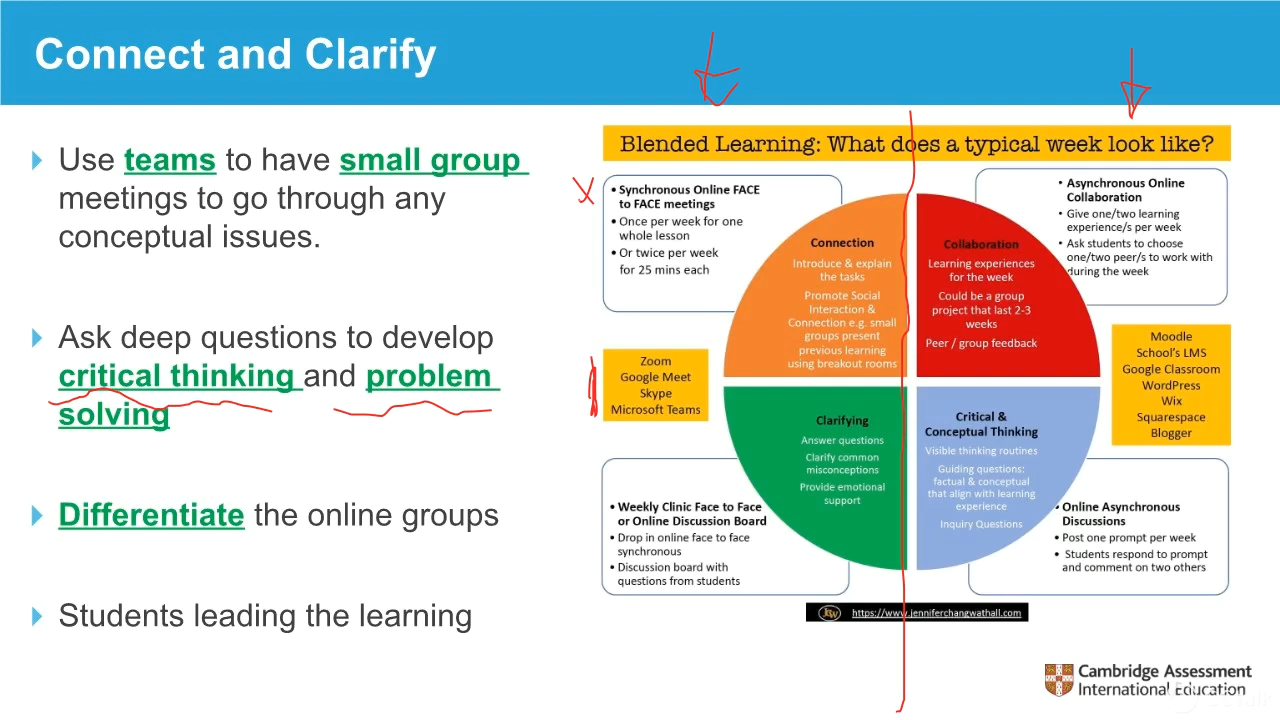 Connect and Clarify
Use teams to have small group
meetings to go through any
conceptual issues.
Ask deep questions to develop
critical thinking and problem
solving
Differentiate the online groups
Students leading the learning
Blended Learning: What does a typical week look like?
• Synchronous Online FACE
to FACE meetings
• Once per week for one
whole lesson
• Or twice per week
for 25 mins each
Connection
Introduce & explain
the tasks
Promote Social
Interaction &
Connection e.g. small
groups present
previous learning
using breakout rooms
Collaboration
Learning experiences
for the week
Could be a group
project that last 2-3
weeks
Peer / group feedback
• Asynchronous Online
Collaboration
• Give one/two learning
experience/s per week
• Ask students to choose
one/two peer/s to work with
during the week
Zoom
Google Meet
Skype
Microsoft Teams
Moodle
School's LMS
Google Classroom
WordPress
Wix
Squarespace
Blogger
Clarifying
Answer questions
Clarify common
misconceptions
Provide emotional
support
Critical &
Conceptual Thinking
Visible thinking routines
Guiding questions:
factual & conceptual
that align with learning
experience
Inquiry Questions
• Weekly Clinic Face to Face
or Online Discussion Board
• Drop in online face to face
synchronous
• Discussion board with
questions from students
• Online Asynchronous
Discussions
• Post one prompt per week
• Students respond to prompt
and comment on two others
https://www.jenniferchangwathall.com
Cambridge Assessment
International Education